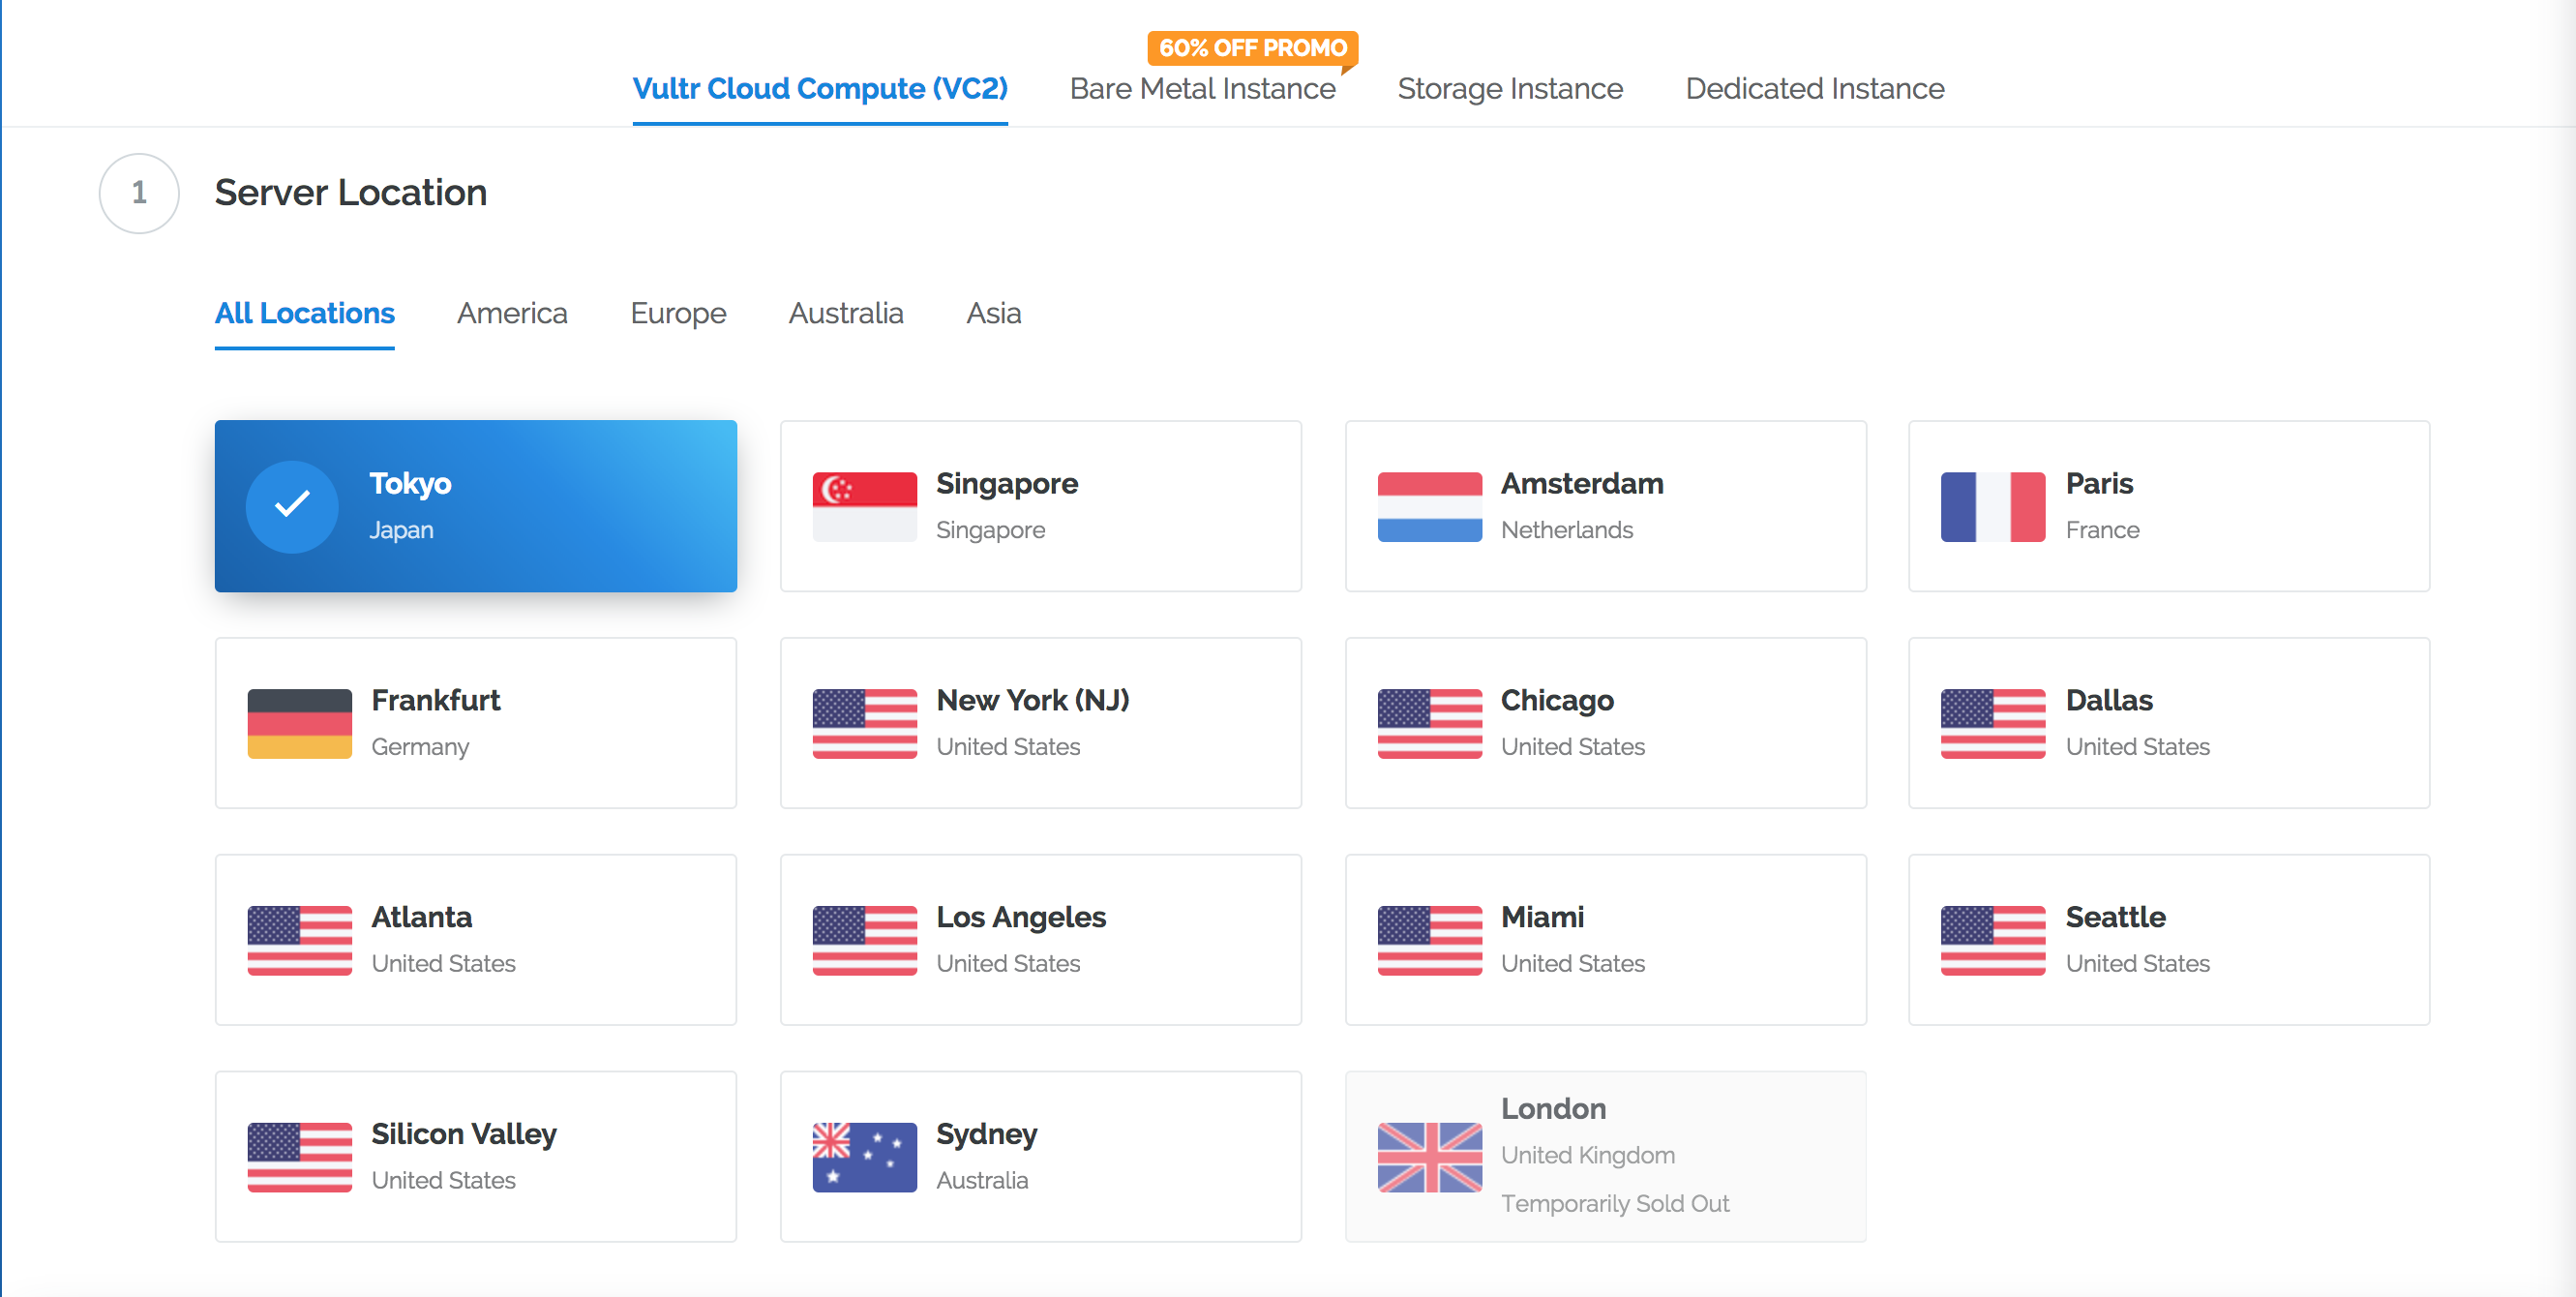 60% OFF PROMO
Vultr Cloud Compute (VC2) Bare Metal Instance Storage Instance Dedicated Instance
1 Server Location
All Locations America Europe Australia Asia
Tokyo
Japan
Singapore
Singapore
Amsterdam
Netherlands
Paris
France
Frankfurt
Germany
New York (NJ)
United States
Chicago
United States
Dallas
United States
Atlanta
United States
Los Angeles
United States
Miami
United States
Seattle
United States
Silicon Valley
United States
Sydney
Australia
London
United Kingdom
Temporarily Sold Out